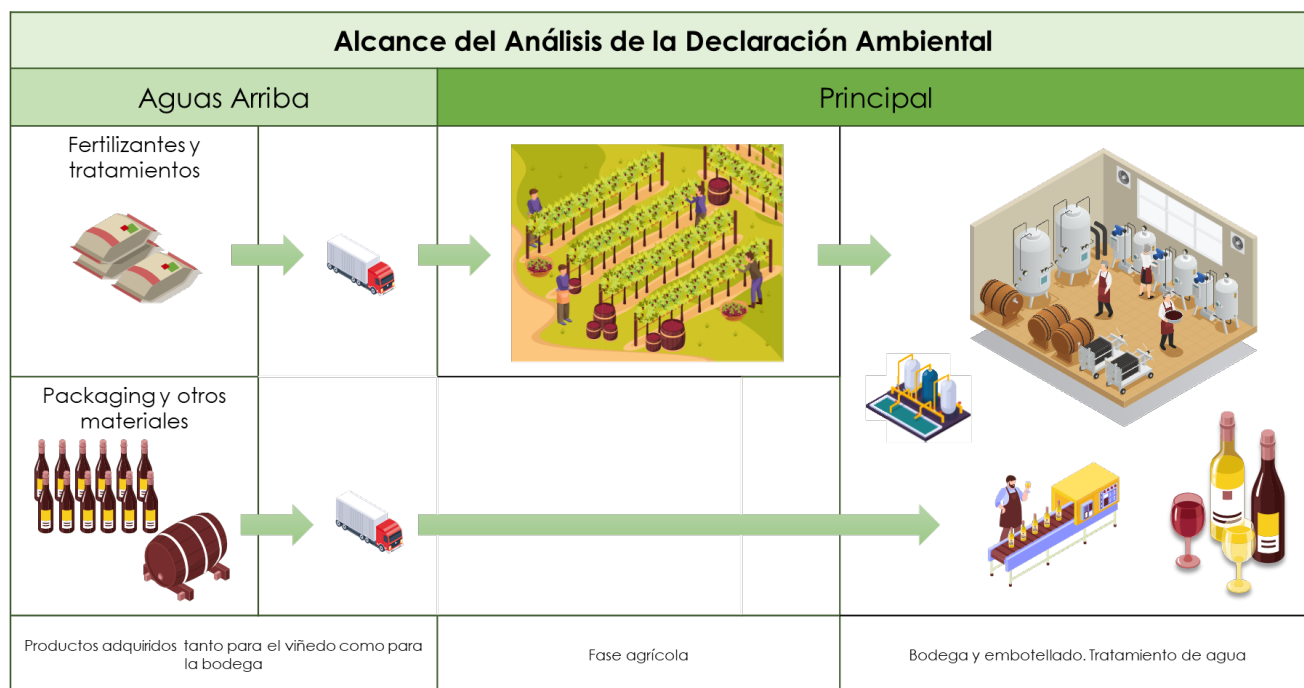 Alcance del Análisis de la Declaración Ambiental
Aguas Arriba
Principal
Fertilizantes y
tratamientos
Packaging y otros
materiales
Productos adquiridos tanto para el viñedo como para
la bodega
Fase agrícola
Bodega y embotellado. Tratamiento de agua